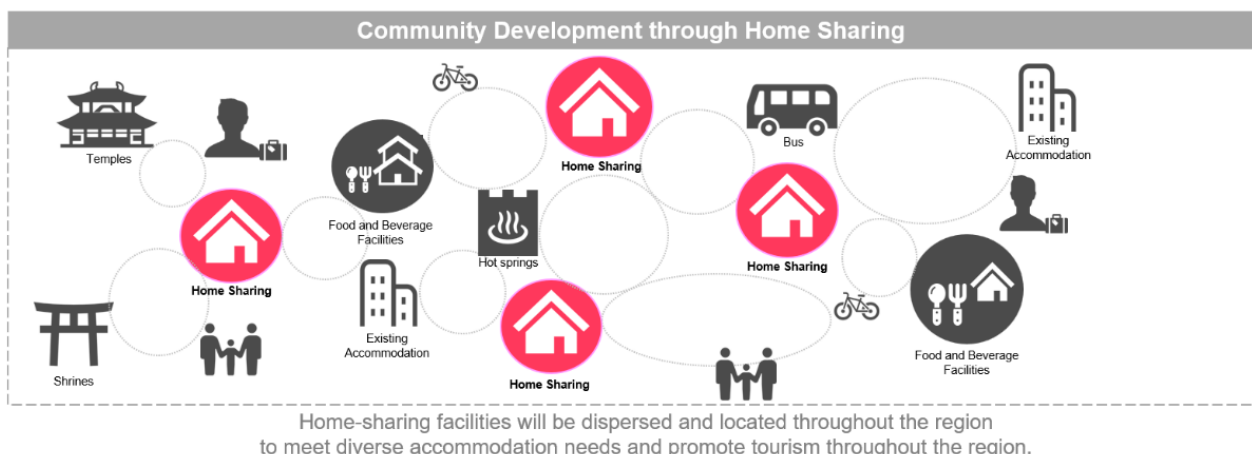 Community Development through Home Sharing
Temples
Home Sharing
Bus
Existing
Accommodation
Food and Beverage
Facilities
Hot springs
Home Sharing
Home Sharing
Shrines
Existing
Accommodation
Home Sharing
Food and Beverage
Facilities
Home-sharing facilities will be dispersed and located throughout the region
to meet diverse accommodation needs and promote tourism throughout the region.